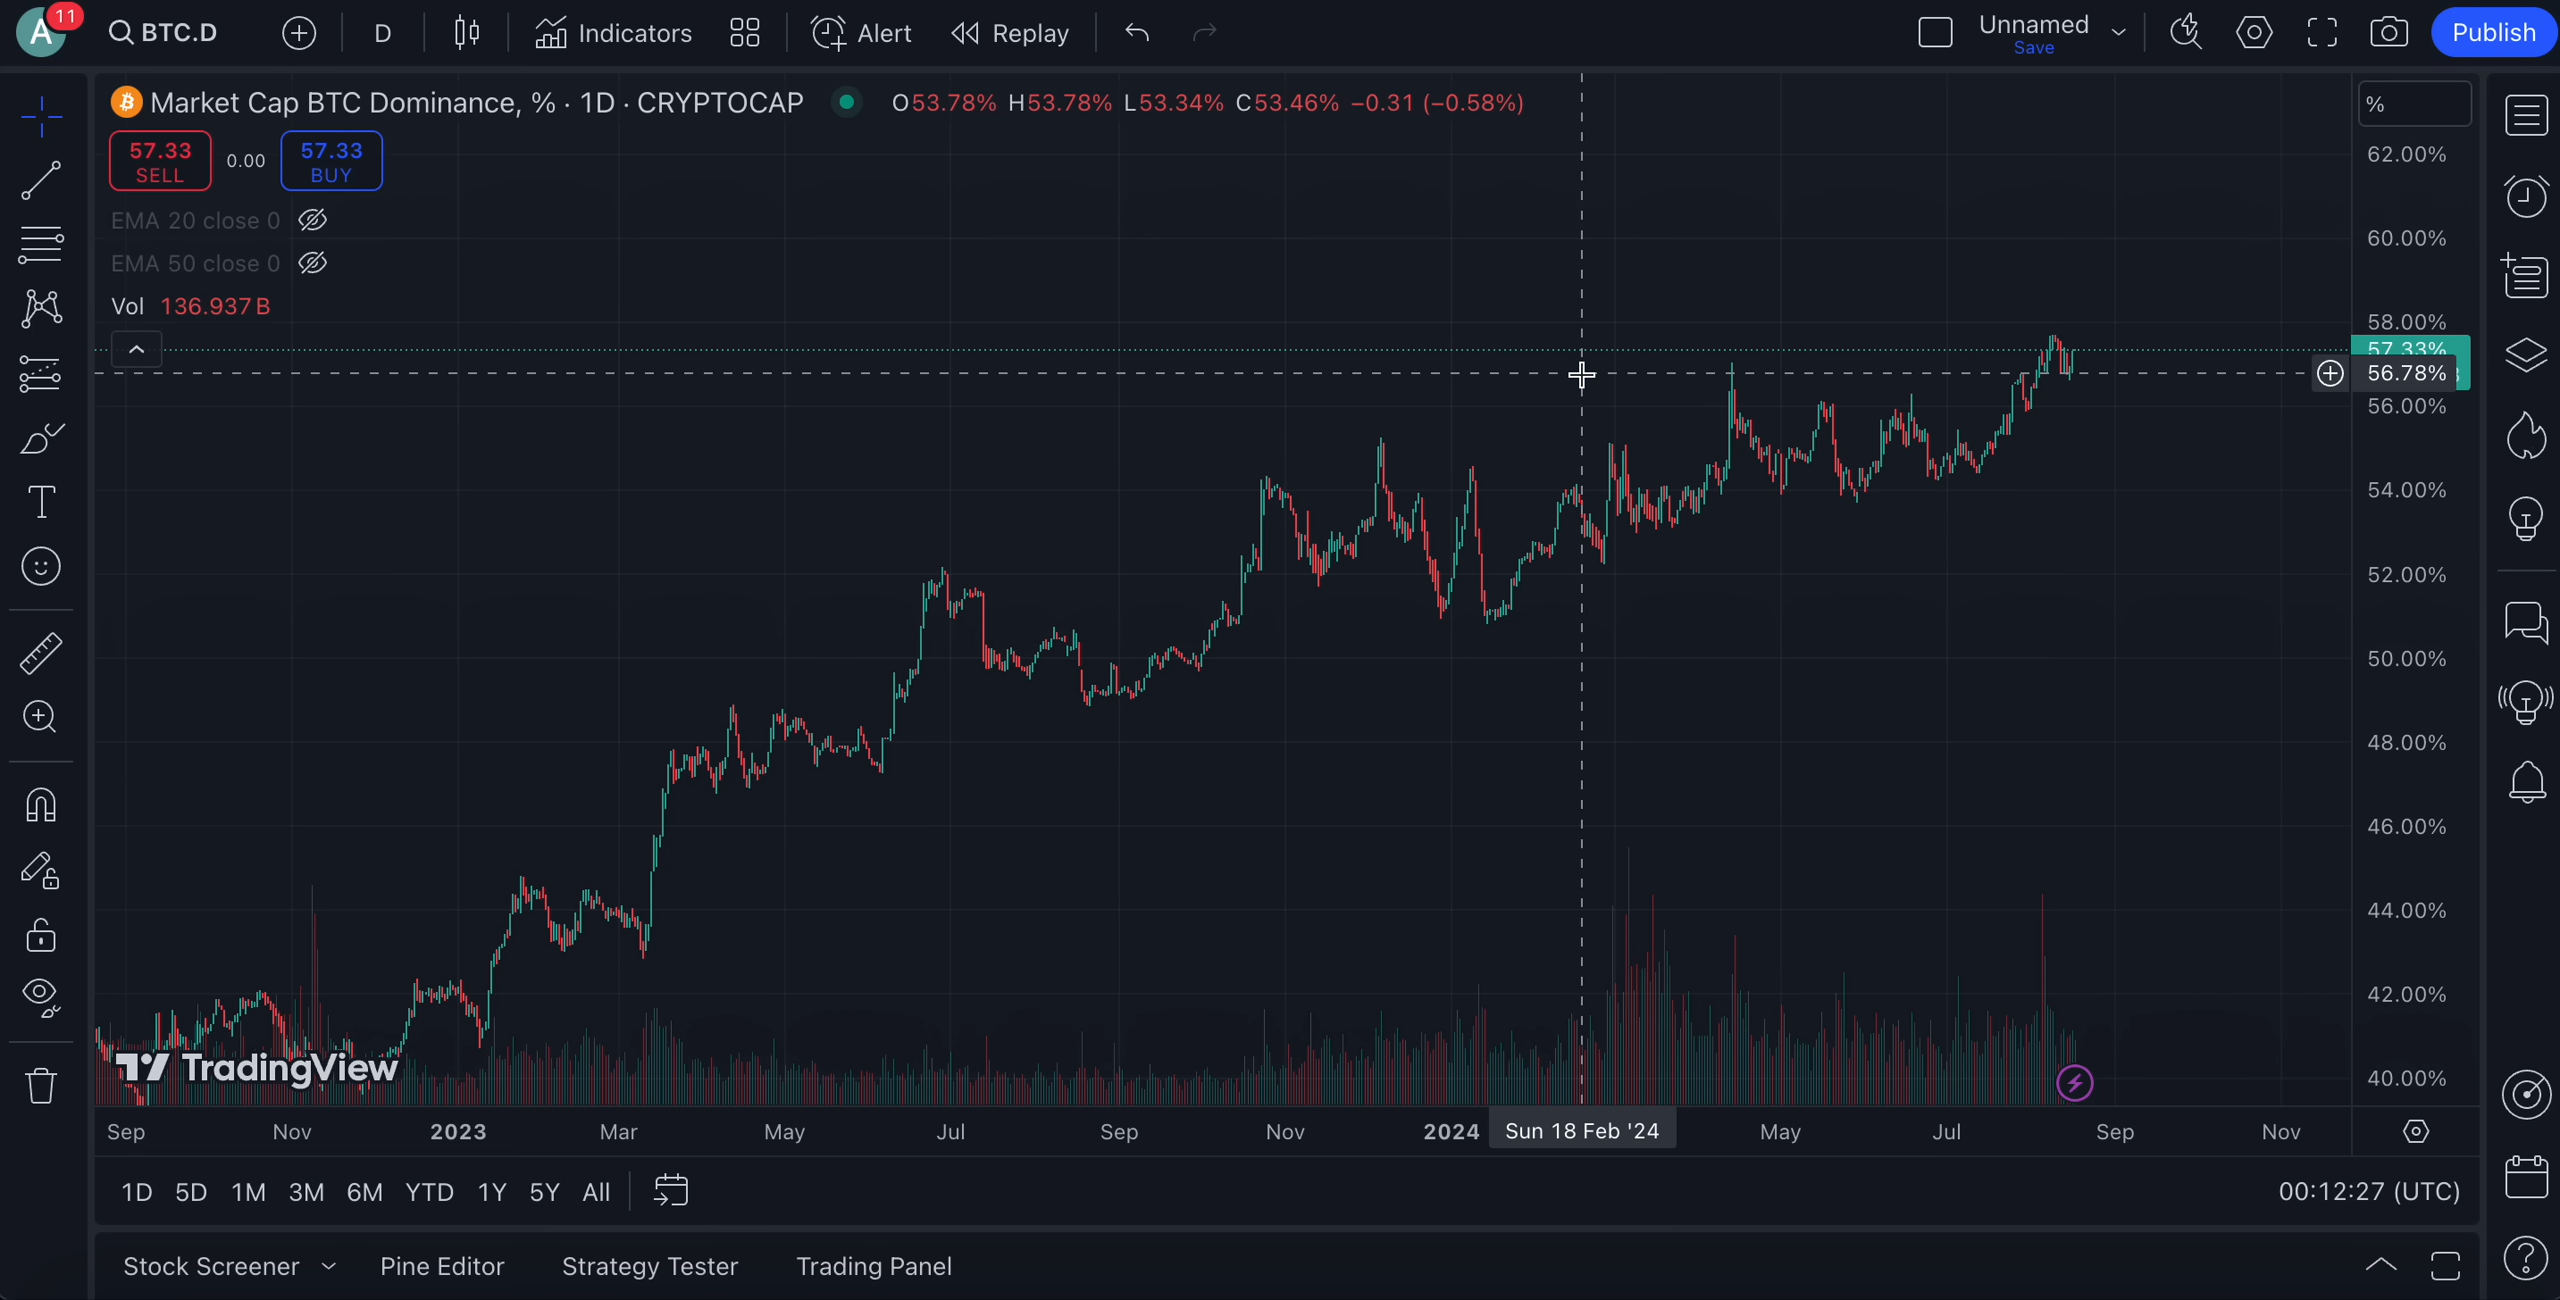 A
11
BTC.D
D
Indicators
Alert
Replay
Unnamed
Save
Publish
Market Cap BTC Dominance, % · 1D · CRYPTOCAP
O53.78% H53.78% L53.34% C53.46% −0.31 (−0.58%)
%
57.33
SELL
0.00
57.33
BUY
EMA 20 close 0
EMA 50 close 0
Vol 136.937B
62.00%
60.00%
58.00%
57.33%
56.78%
56.00%
54.00%
52.00%
50.00%
48.00%
46.00%
44.00%
42.00%
40.00%
TradingView
Sep
Nov
2023
Mar
May
Jul
Sep
Nov
2024
Sun 18 Feb '24
May
Jul
Sep
Nov
1D 5D 1M 3M 6M YTD 1Y 5Y All
00:12:27 (UTC)
Stock Screener
Pine Editor
Strategy Tester
Trading Panel